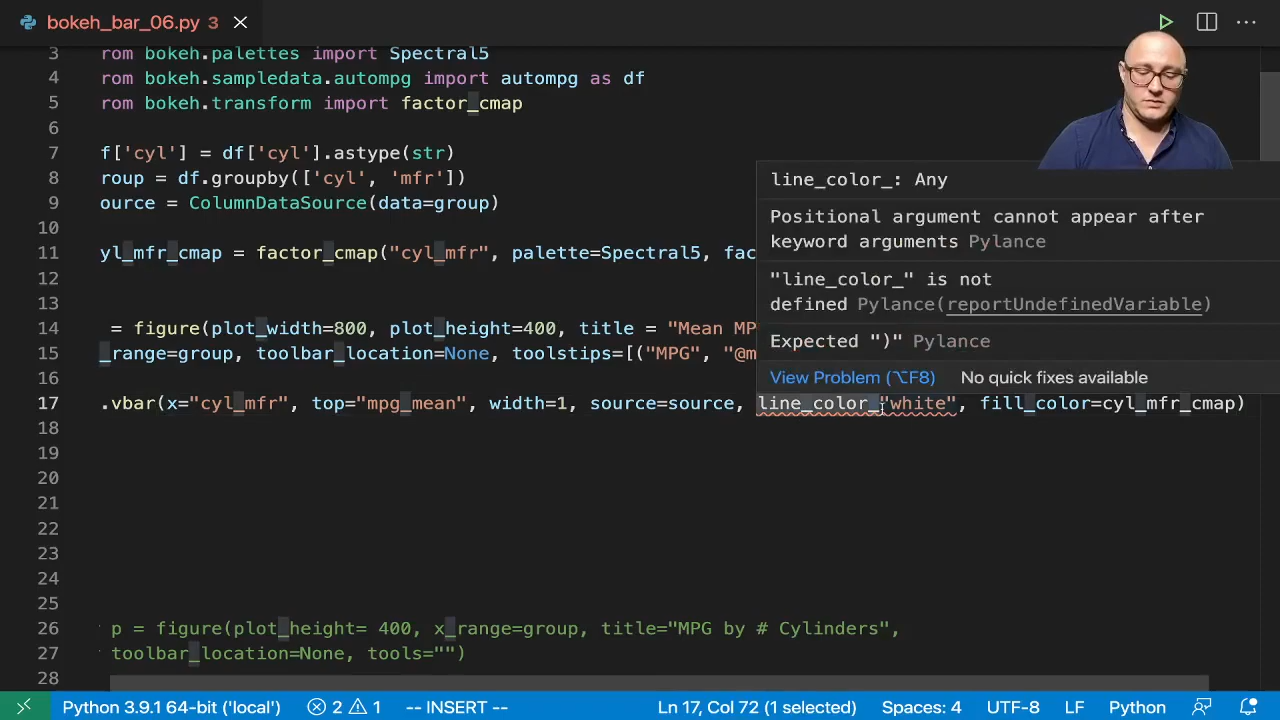 bokeh_bar_06.py 3
3 rom bokeh.palettes import Spectral5
4 rom bokeh.sampledata.autompg import autompg as df
5 rom bokeh.transform import factor_cmap
6
7 f['cyl'] = df['cyl'].astype(str)
8 roup = df.groupby(['cyl', 'mfr'])
9 ource = ColumnDataSource(data=group)
10
11 yl_mfr_cmap = factor_cmap("cyl_mfr", palette=Spectral5, fac
12
13
14 = figure(plot_width=800, plot_height=400, title = "Mean MP
15 _range=group, toolbar_location=None, toolstips=[("MPG", "@m
16
17 .vbar(x="cyl_mfr", top="mpg_mean", width=1, source=source, line_color_"white", fill_color=cyl_mfr_cmap)
18
19
20
21
22
23
24
25
26 p = figure(plot_height= 400, x_range=group, title="MPG by # Cylinders",
27 toolbar_location=None, tools="")
28
line_color_: Any
Positional argument cannot appear after
keyword arguments Pylance
"line_color_" is not
defined Pylance(reportUndefinedVariable)
Expected ")" Pylance
View Problem (⌥F8) No quick fixes available
Python 3.9.1 64-bit ('local') 2 1 -- INSERT -- Ln 17, Col 72 (1 selected) Spaces: 4 UTF-8 LF Python